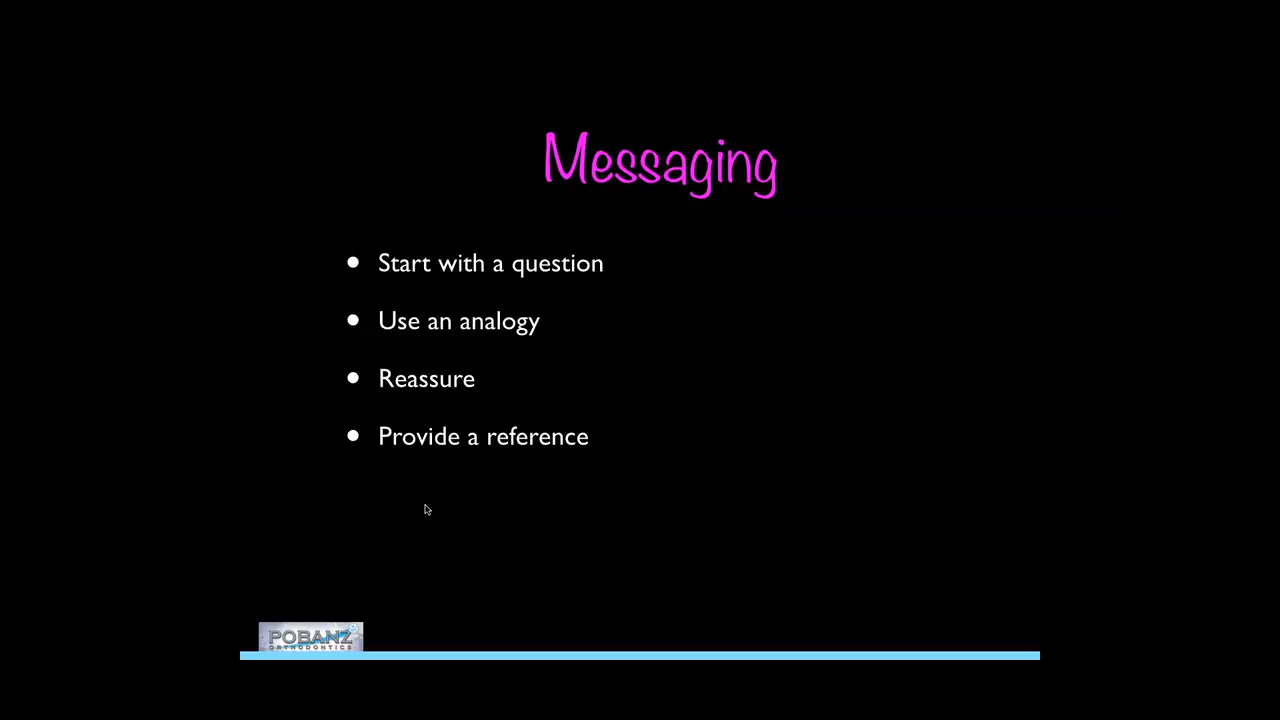 Messaging
• Start with a question
• Use an analogy
• Reassure
• Provide a reference
POBANZ
ORTHODONTICS